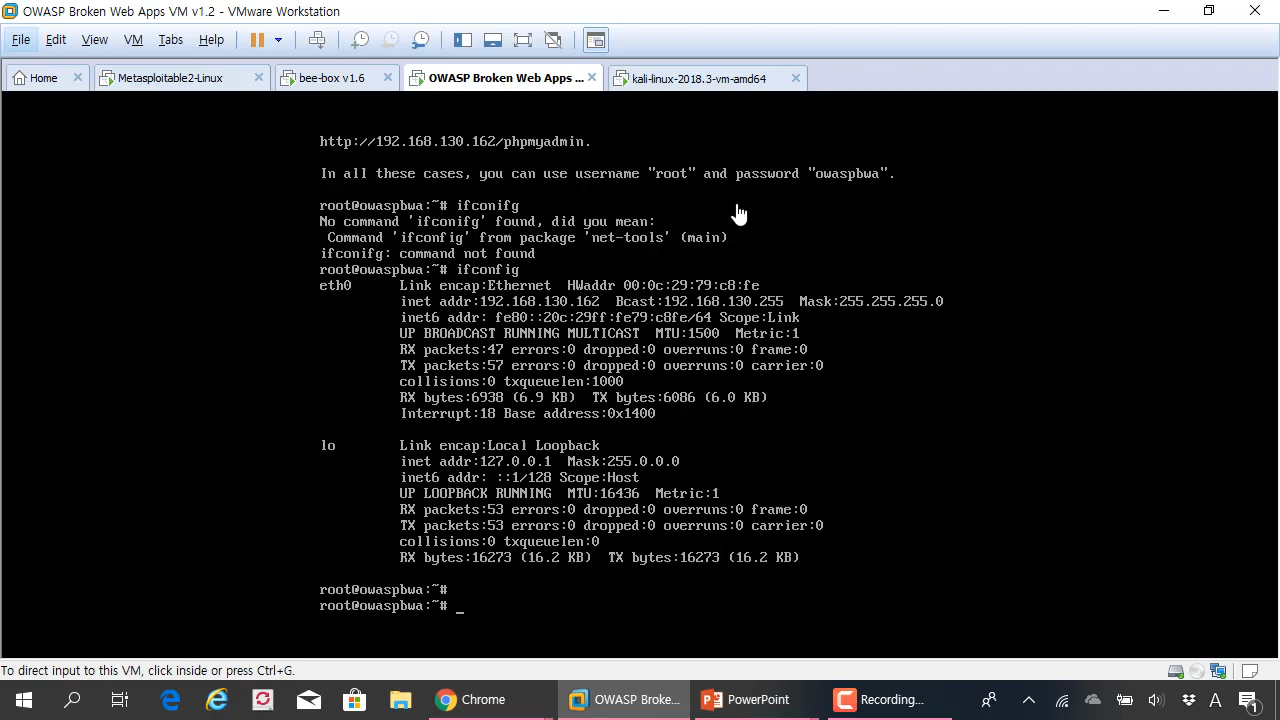 OWASP Broken Web Apps VM v1.2 - VMware Workstation
File Edit View VM Tabs Help
Home Metasploitable2-Linux bee-box v1.6 OWASP Broken Web Apps ... kali-linux-2018.3-vm-amd64
http://192.168.130.162/phpmyadmin.
In all these cases, you can use username "root" and password "owaspbwa".
root@owaspbwa:~# ifconifg
No command 'ifconifg' found, did you mean:
Command 'ifconfig' from package 'net-tools' (main)
ifconifg: command not found
root@owaspbwa:~# ifconfig
eth0 Link encap:Ethernet HWaddr 00:0c:29:79:c8:fe
inet addr:192.168.130.162 Bcast:192.168.130.255 Mask:255.255.255.0
inet6 addr: fe80::20c:29ff:fe79:c8fe/64 Scope:Link
UP BROADCAST RUNNING MULTICAST MTU:1500 Metric:1
RX packets:47 errors:0 dropped:0 overruns:0 frame:0
TX packets:57 errors:0 dropped:0 overruns:0 carrier:0
collisions:0 txqueuelen:1000
RX bytes:6938 (6.9 KB) TX bytes:6086 (6.0 KB)
Interrupt:18 Base address:0x1400
lo Link encap:Local Loopback
inet addr:127.0.0.1 Mask:255.0.0.0
inet6 addr: ::1/128 Scope:Host
UP LOOPBACK RUNNING MTU:16436 Metric:1
RX packets:53 errors:0 dropped:0 overruns:0 frame:0
TX packets:53 errors:0 dropped:0 overruns:0 carrier:0
collisions:0 txqueuelen:0
RX bytes:16273 (16.2 KB) TX bytes:16273 (16.2 KB)
root@owaspbwa:~#
root@owaspbwa:~# _
To direct input to this VM, click inside or press Ctrl+G.
Chrome OWASP Broke... PowerPoint Recording... A 1